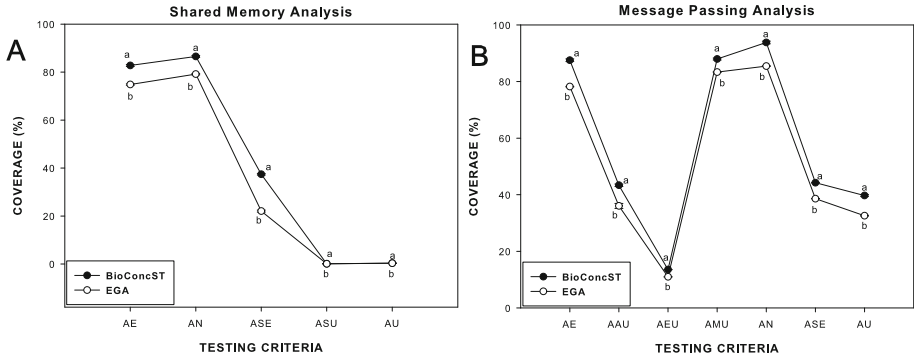 Shared Memory Analysis
A
COVERAGE (%)
100
80
60
40
20
0
a
a
b
b
a
b
a
b
a
b
BioConcST
EGA
AE AN ASE ASU AU
TESTING CRITERIA
Message Passing Analysis
B
COVERAGE (%)
100
80
60
40
20
0
a
b
a
b
a
b
a
b
a
b
a
b
a
b
BioConcST
EGA
AE AAU AEU AMU AN ASE AU
TESTING CRITERIA